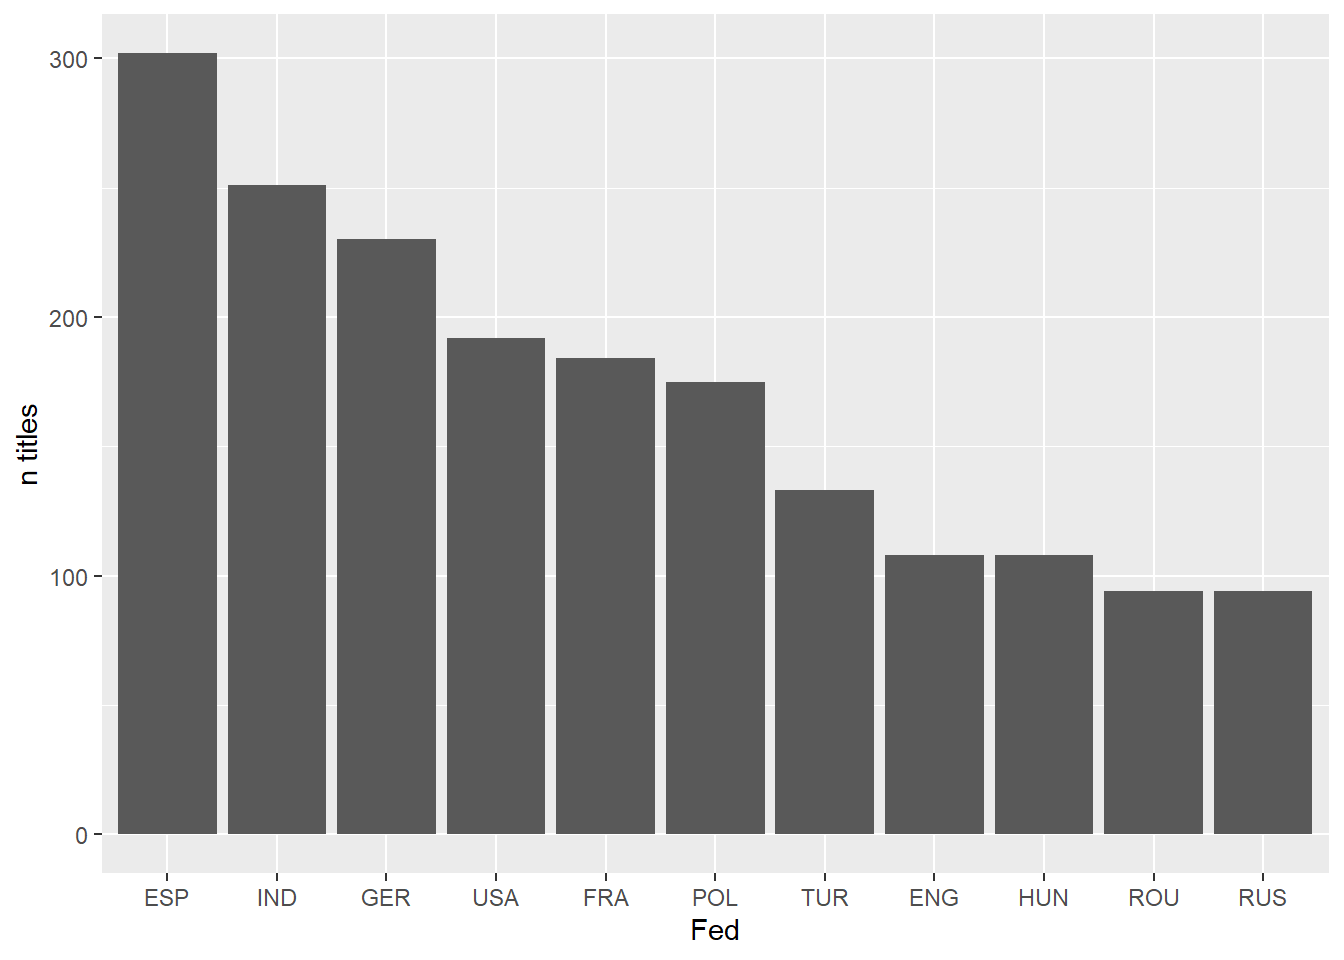 n titles
300
200
100
0
ESP IND GER USA FRA POL TUR ENG HUN ROU RUS
Fed